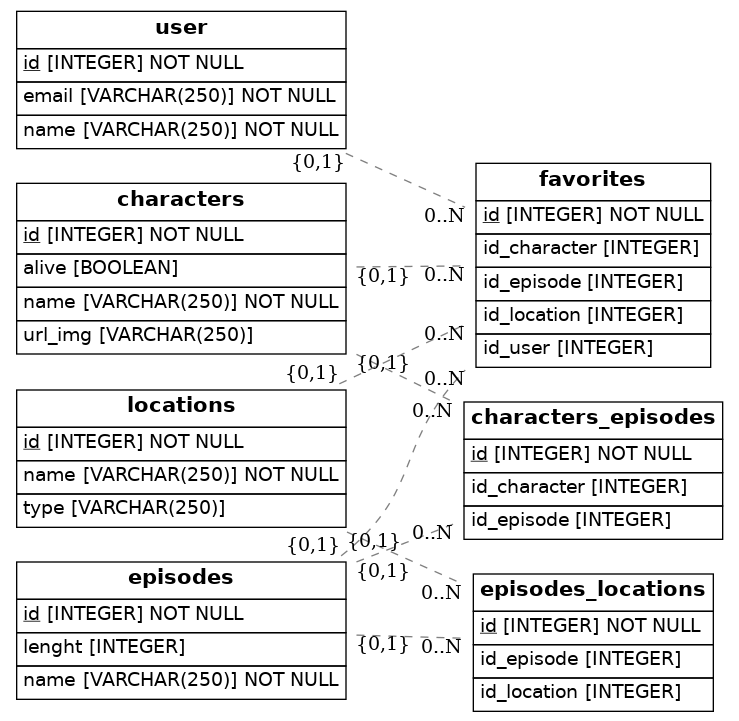 user
id [INTEGER] NOT NULL
email [VARCHAR(250)] NOT NULL
name [VARCHAR(250)] NOT NULL
{0,1}
0..N
characters
id [INTEGER] NOT NULL
alive [BOOLEAN]
name [VARCHAR(250)] NOT NULL
url_img [VARCHAR(250)]
{0,1}
0..N
{0,1}
0..N
locations
id [INTEGER] NOT NULL
name [VARCHAR(250)] NOT NULL
type [VARCHAR(250)]
{0,1}
0..N
{0,1}
0..N
episodes
id [INTEGER] NOT NULL
lenght [INTEGER]
name [VARCHAR(250)] NOT NULL
{0,1}
0..N
{0,1}
0..N
{0,1}
0..N
favorites
id [INTEGER] NOT NULL
id_character [INTEGER]
id_episode [INTEGER]
id_location [INTEGER]
id_user [INTEGER]
characters_episodes
id [INTEGER] NOT NULL
id_character [INTEGER]
id_episode [INTEGER]
episodes_locations
id [INTEGER] NOT NULL
id_episode [INTEGER]
id_location [INTEGER]